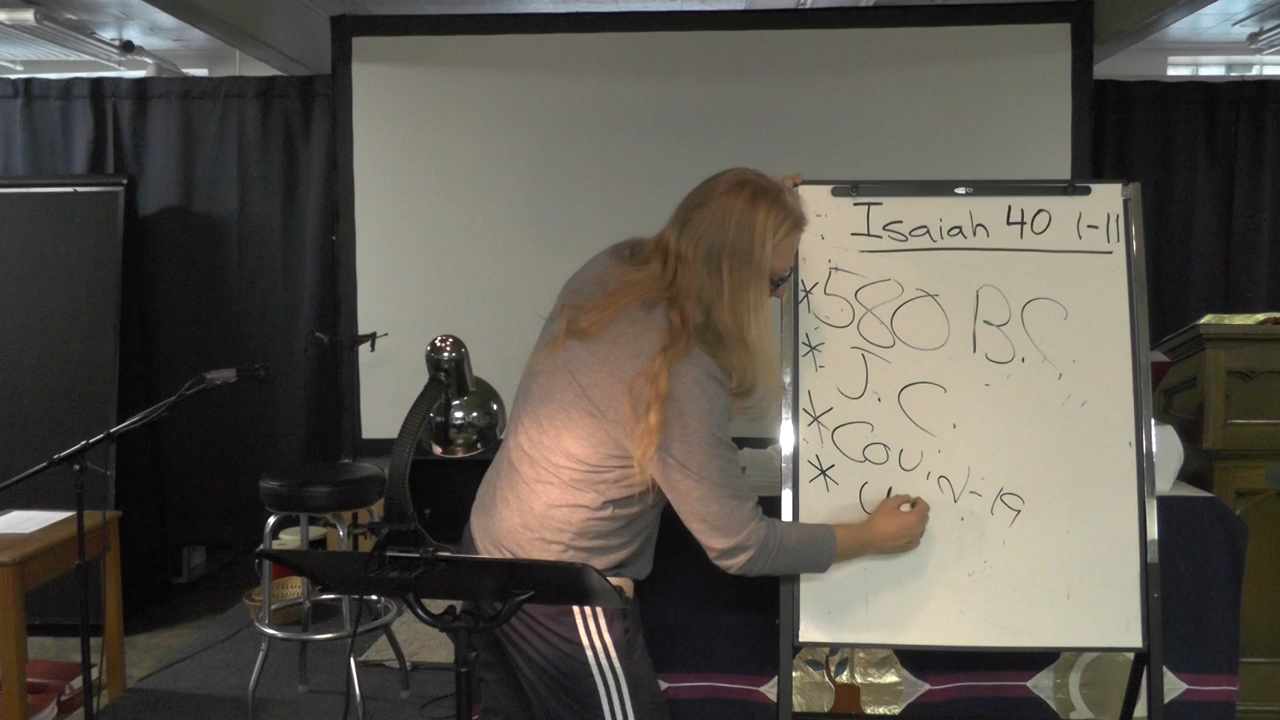 Isaiah 40 1-11
* 580 B.C.
* J. C.
* Covid-19
*